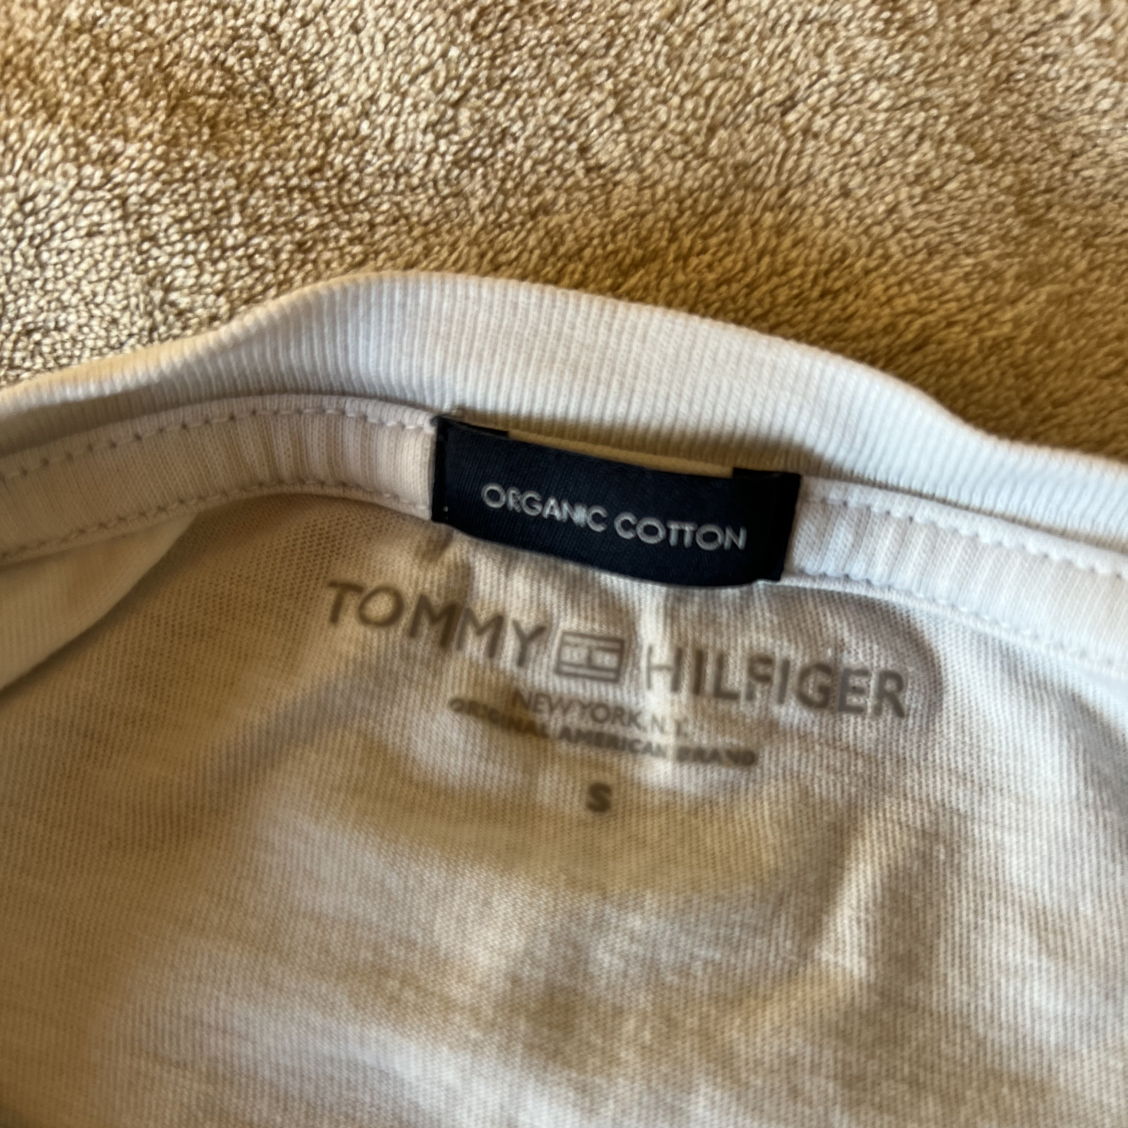 ORGANIC COTTON
TOMMY HILFIGER
NEW YORK, N.Y.
ORIGINAL AMERICAN BRAND
S